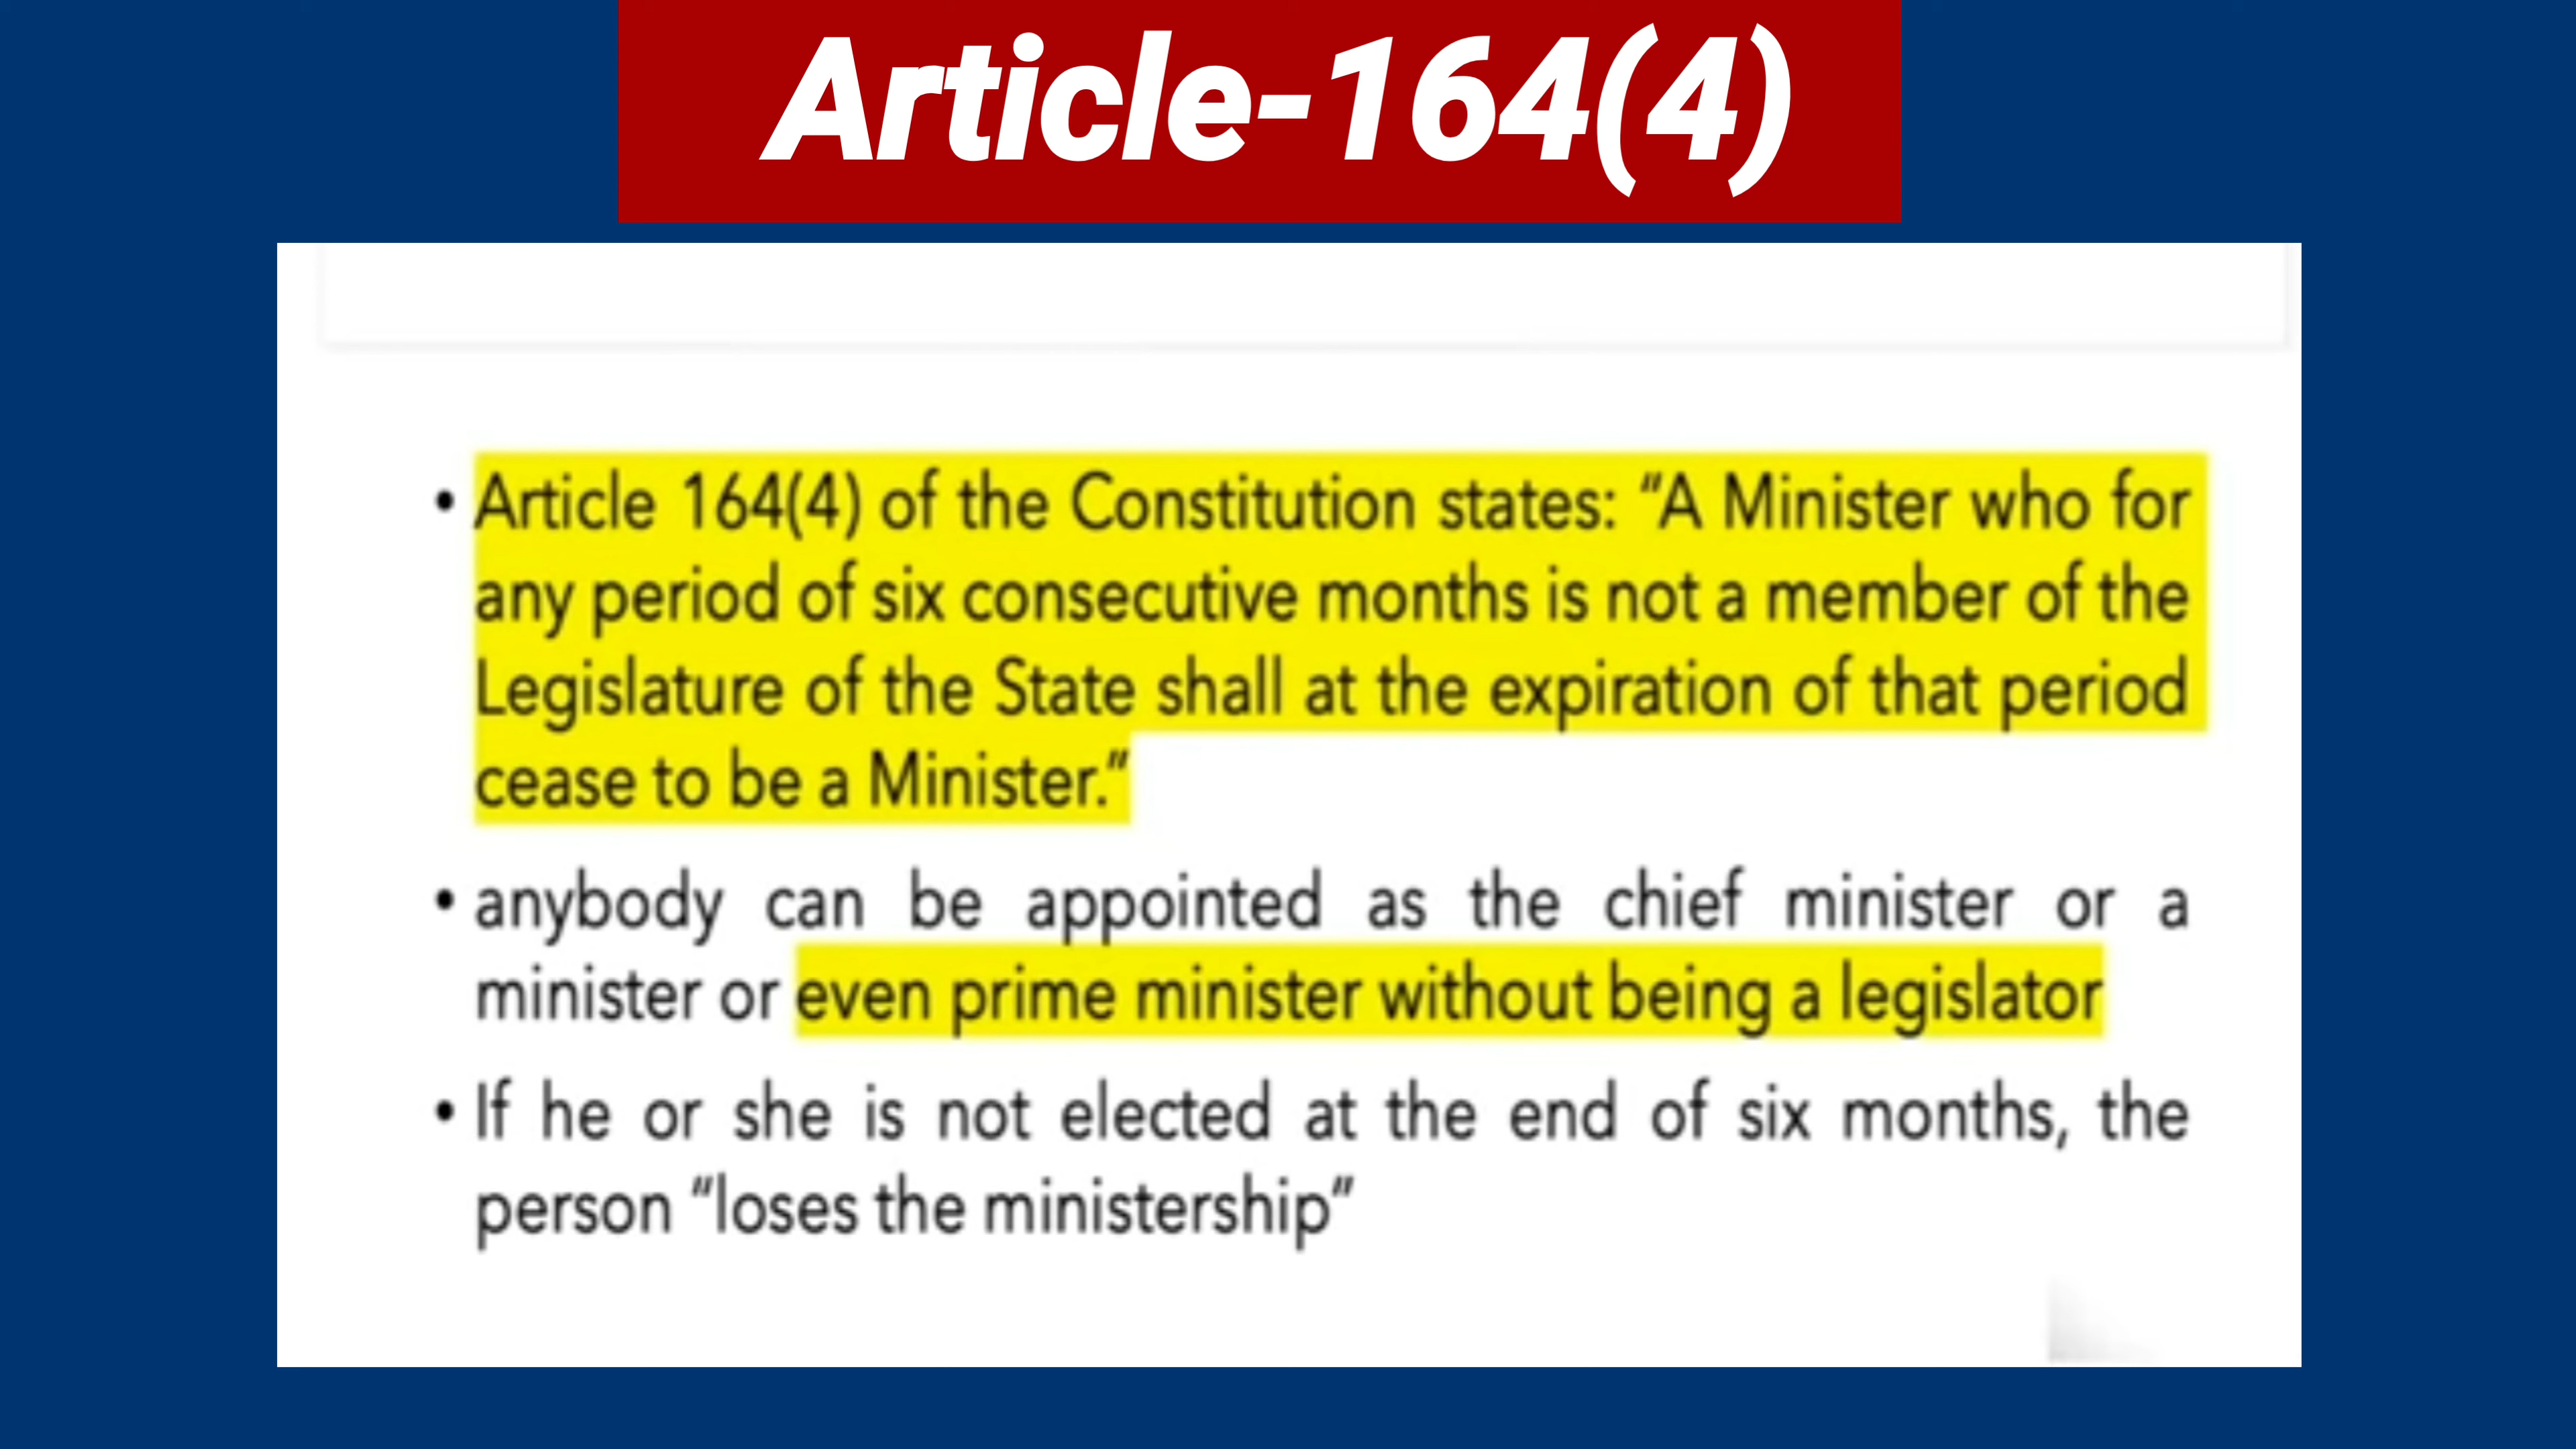 Article-164(4)
• Article 164(4) of the Constitution states: “A Minister who for
any period of six consecutive months is not a member of the
Legislature of the State shall at the expiration of that period
cease to be a Minister.”
• anybody can be appointed as the chief minister or a
minister or even prime minister without being a legislator
• If he or she is not elected at the end of six months, the
person “loses the ministership”